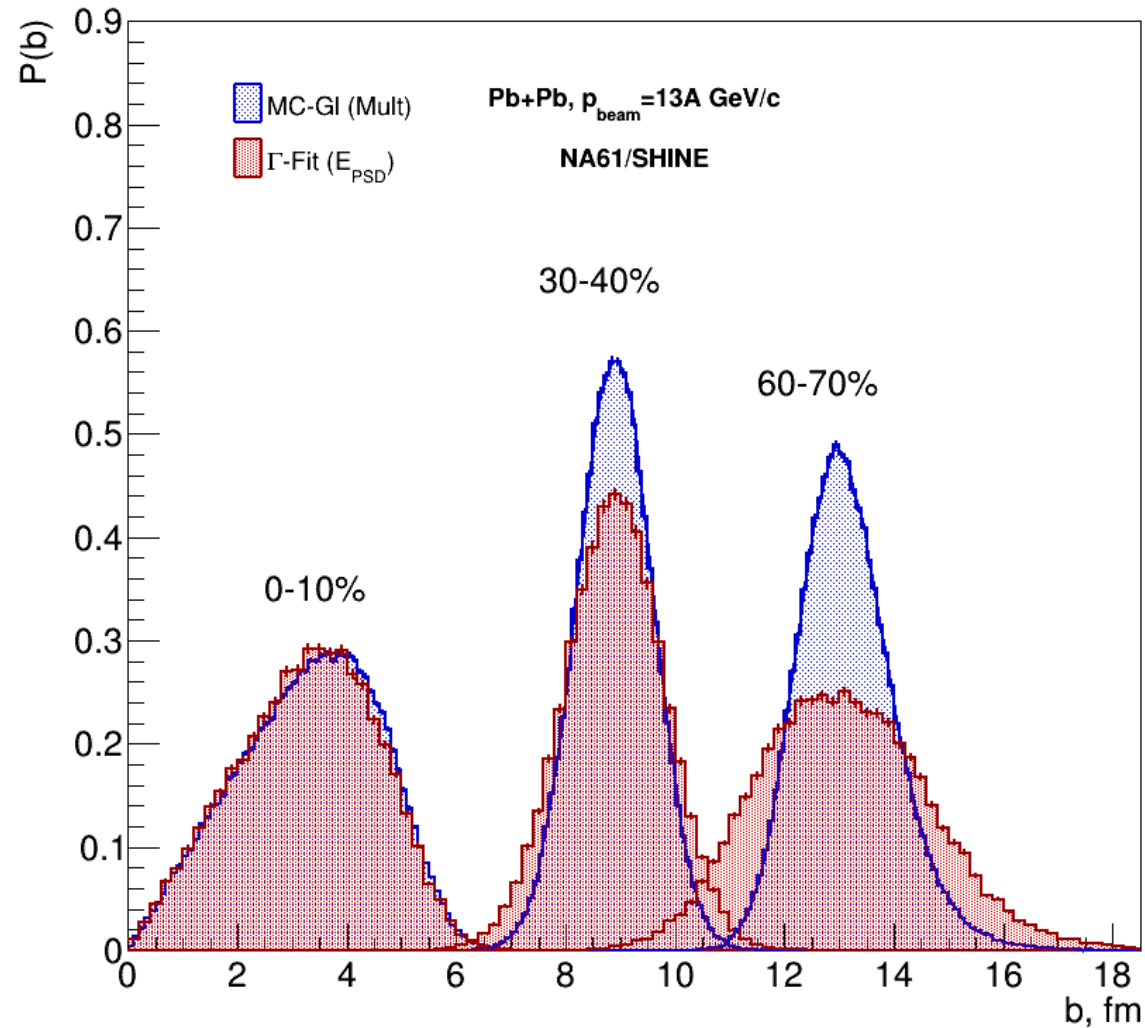 P(b)
0.9
0.8
0.7
0.6
0.5
0.4
0.3
0.2
0.1
0
MC-Gl (Mult)
Γ-Fit (E_PSD)
Pb+Pb, p_beam=13A GeV/c
NA61/SHINE
30-40%
60-70%
0-10%
0 2 4 6 8 10 12 14 16 18
b, fm